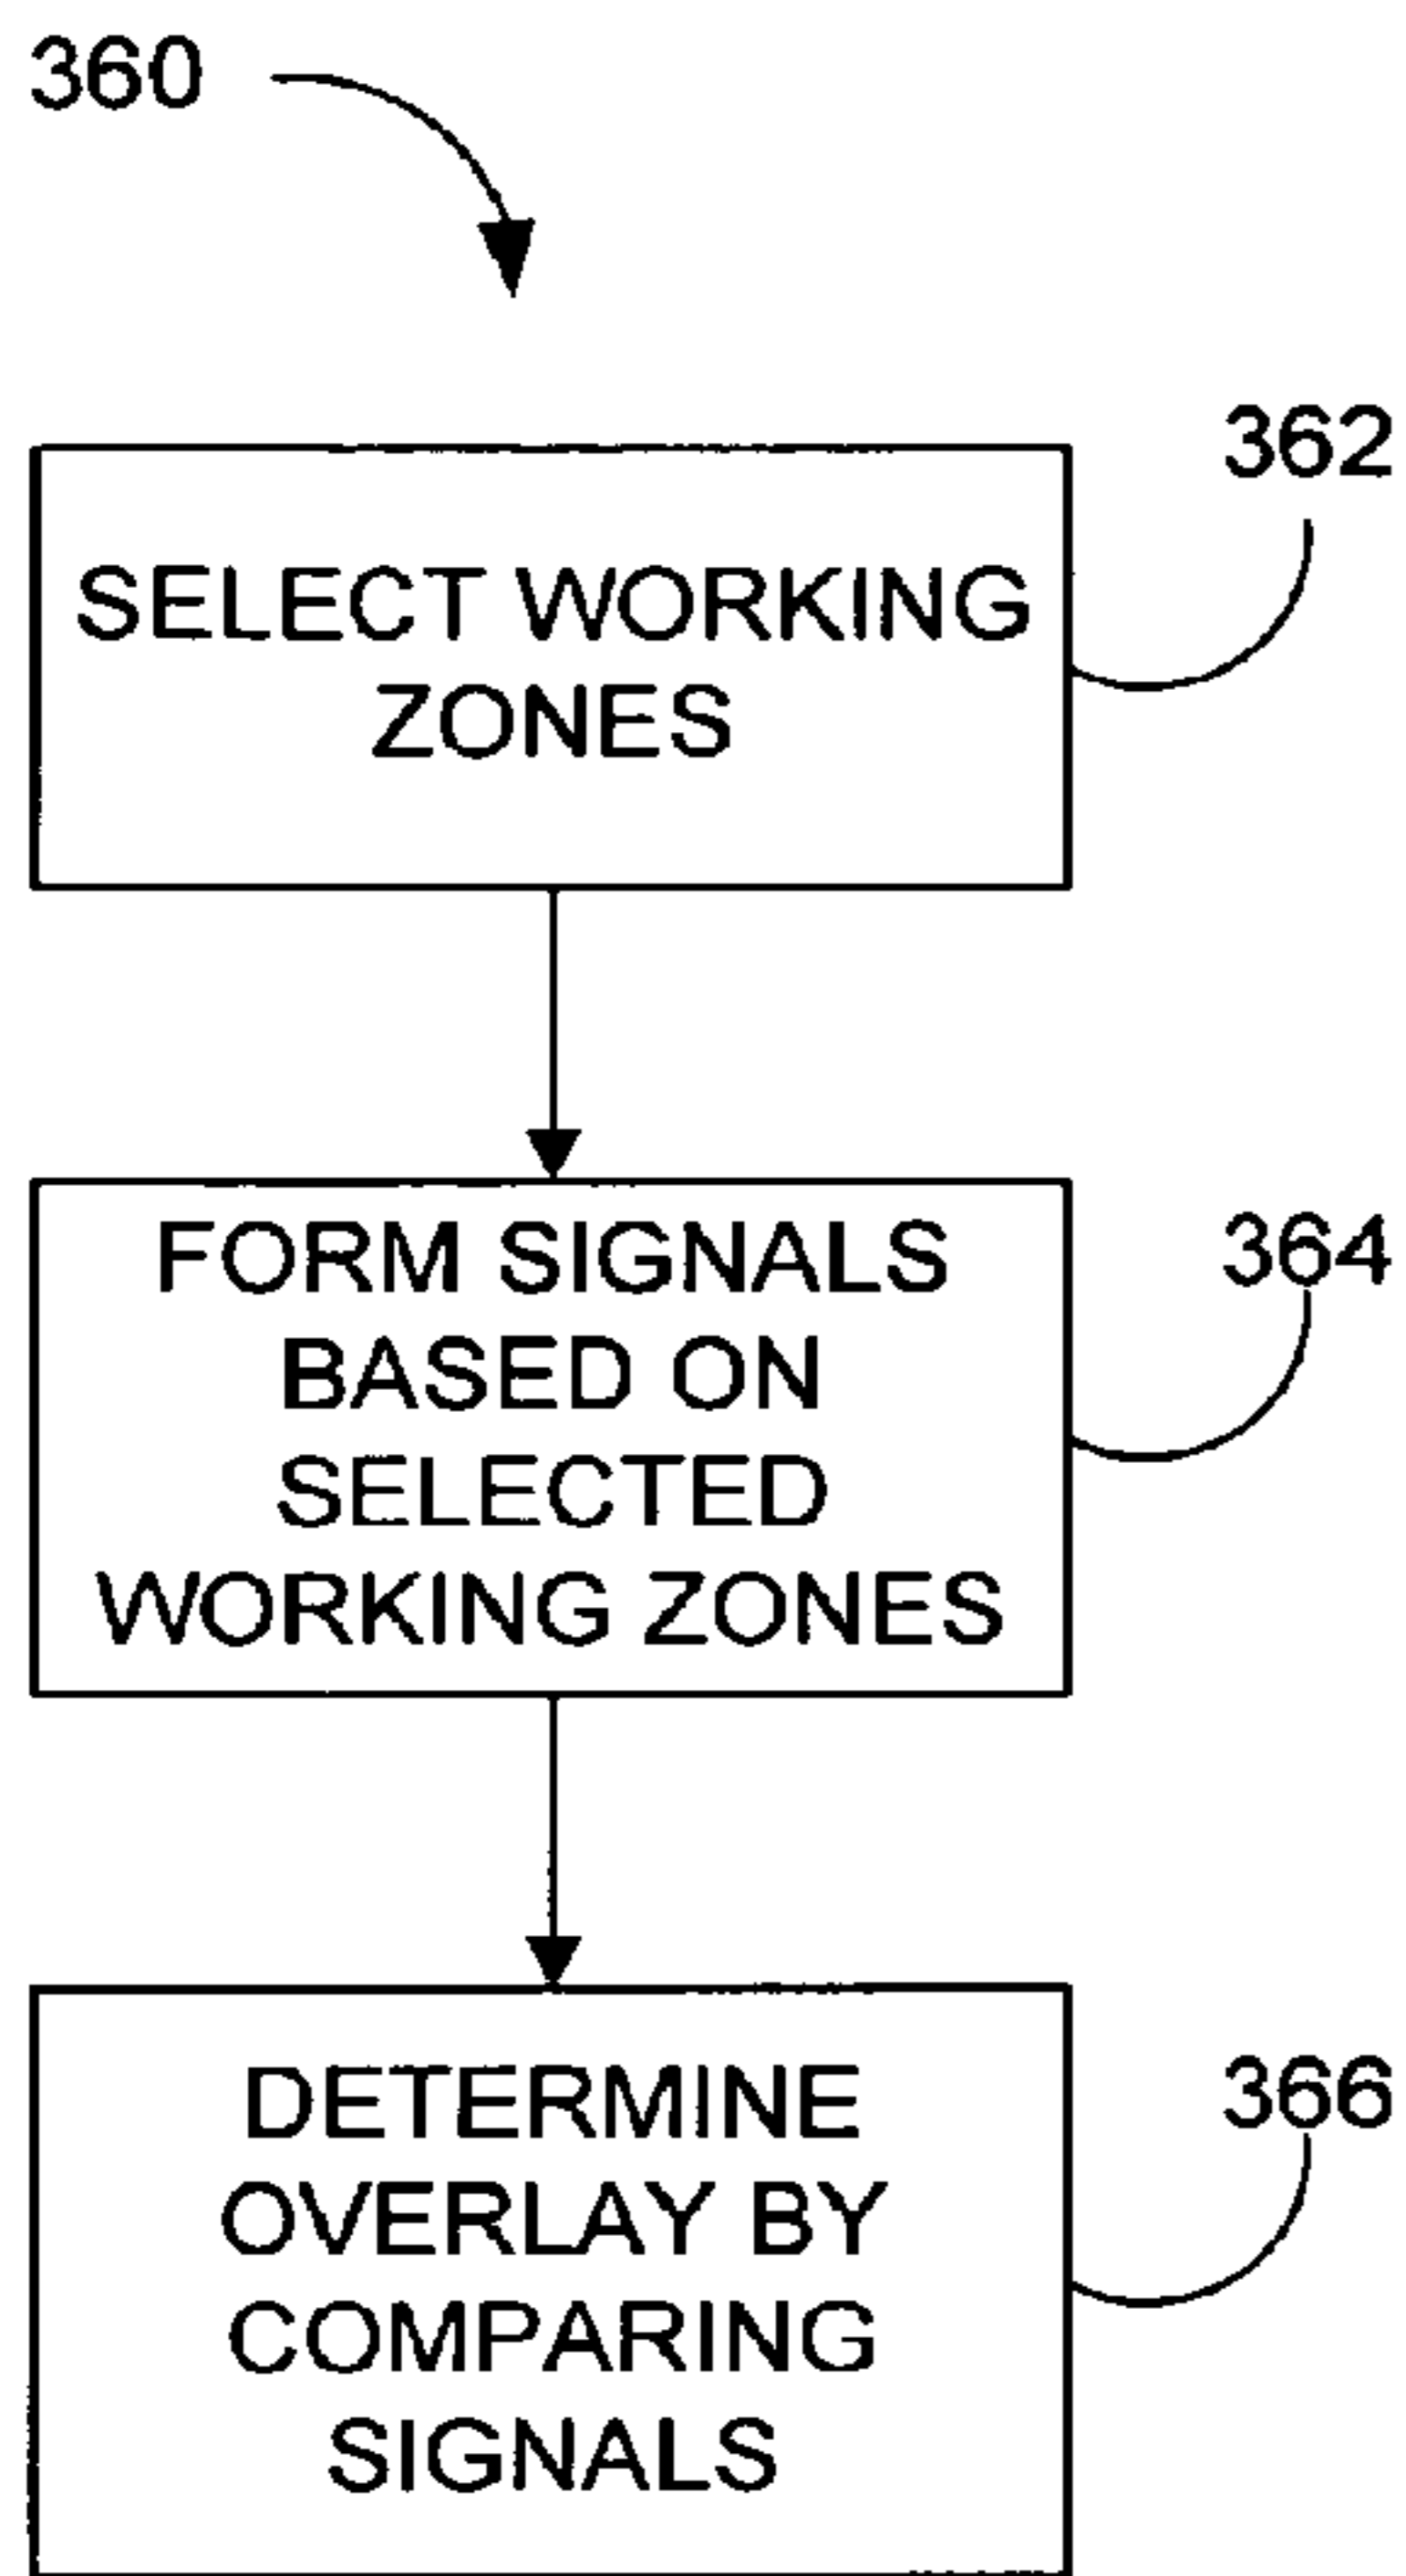 360
362
SELECT WORKING
ZONES
364
FORM SIGNALS
BASED ON
SELECTED
WORKING ZONES
366
DETERMINE
OVERLAY BY
COMPARING
SIGNALS